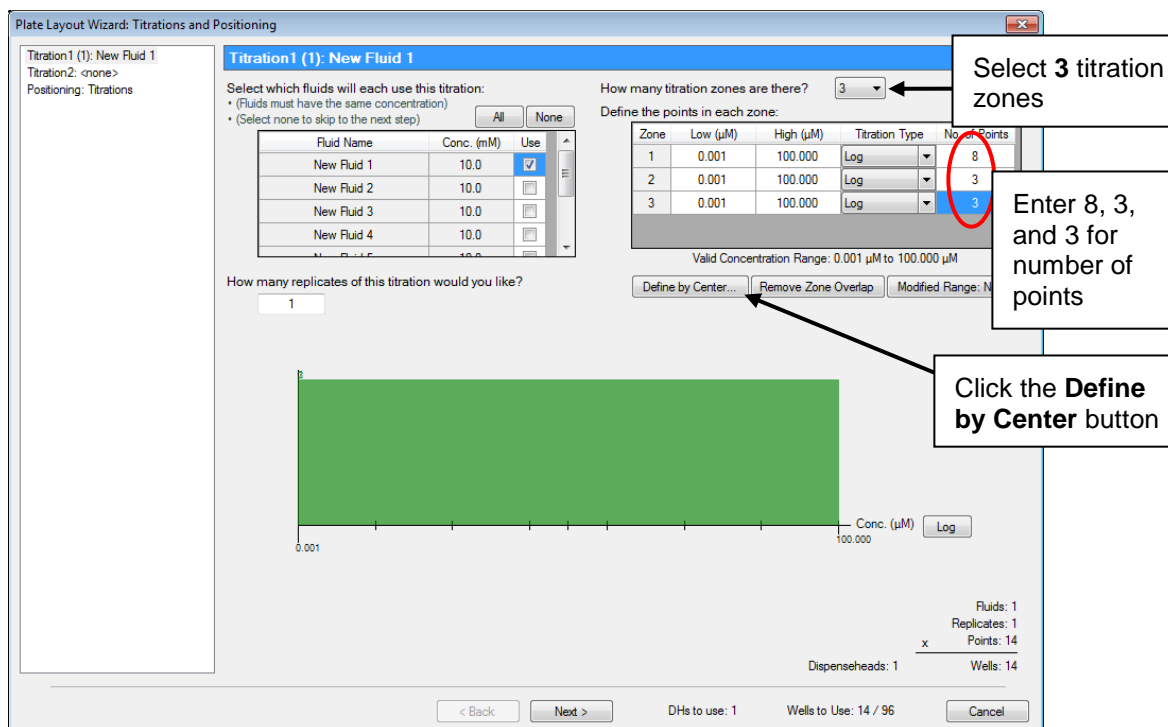 Plate Layout Wizard: Titrations and Positioning
Titration1 (1): New Fluid 1
Titration2: <none>
Positioning: Titrations
Titration1 (1): New Fluid 1
Select which fluids will each use this titration:
• (Fluids must have the same concentration)
• (Select none to skip to the next step)
All None
Fluid Name Conc. (mM) Use
New Fluid 1 10.0
New Fluid 2 10.0
New Fluid 3 10.0
New Fluid 4 10.0
How many replicates of this titration would you like?
1
How many titration zones are there? 3
Define the points in each zone:
Zone Low (µM) High (µM) Titration Type No. of Points
1 0.001 100.000 Log 8
2 0.001 100.000 Log 3
3 0.001 100.000 Log 3
Valid Concentration Range: 0.001 µM to 100.000 µM
Define by Center... Remove Zone Overlap Modified Range: N
Select 3 titration
zones
Enter 8, 3,
and 3 for
number of
points
Click the Define
by Center button
3
Conc. (µM) Log
0.001 100.000
Fluids: 1
Replicates: 1
x Points: 14
Dispenseheads: 1 Wells: 14
< Back Next > DHs to use: 1 Wells to Use: 14 / 96 Cancel